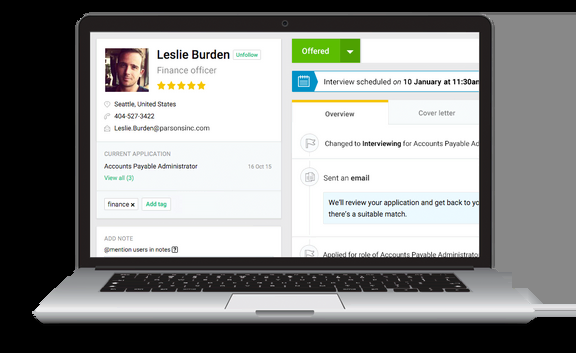 Leslie Burden Unfollow
Finance officer
Seattle, United States
404-527-3422
Leslie.Burden@parsonsinc.com
CURRENT APPLICATION
Accounts Payable Administrator 16 Oct 15
View all (3)
finance x Add tag
ADD NOTE
@mention users in notes ?
Offered
Interview scheduled on 10 January at 11:30am
Overview Cover letter
Changed to Interviewing for Accounts Payable Ad
Sent an email
We'll review your application and get back to yo
there's a suitable match.
Applied for role of Accounts Payable Administrato